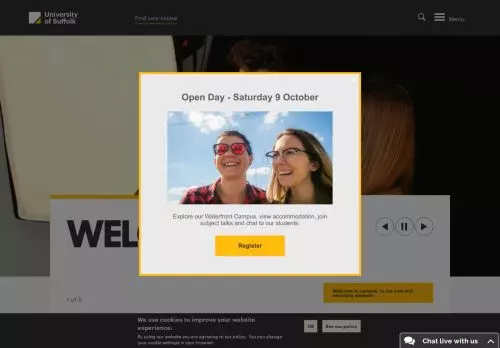 University
of Suffolk
Find your course
Menu
Open Day - Saturday 9 October
Explore our Waterfront Campus, view accommodation, join
subject talks and chat to our students.
Register
WELC
1 of 5
Welcome to campus, to our new and
returning students
We use cookies to improve your website
experience.
By using our website you are agreeing to our policy. You can change
your cookie settings in your browser.
OK
See our policy
Chat live with us